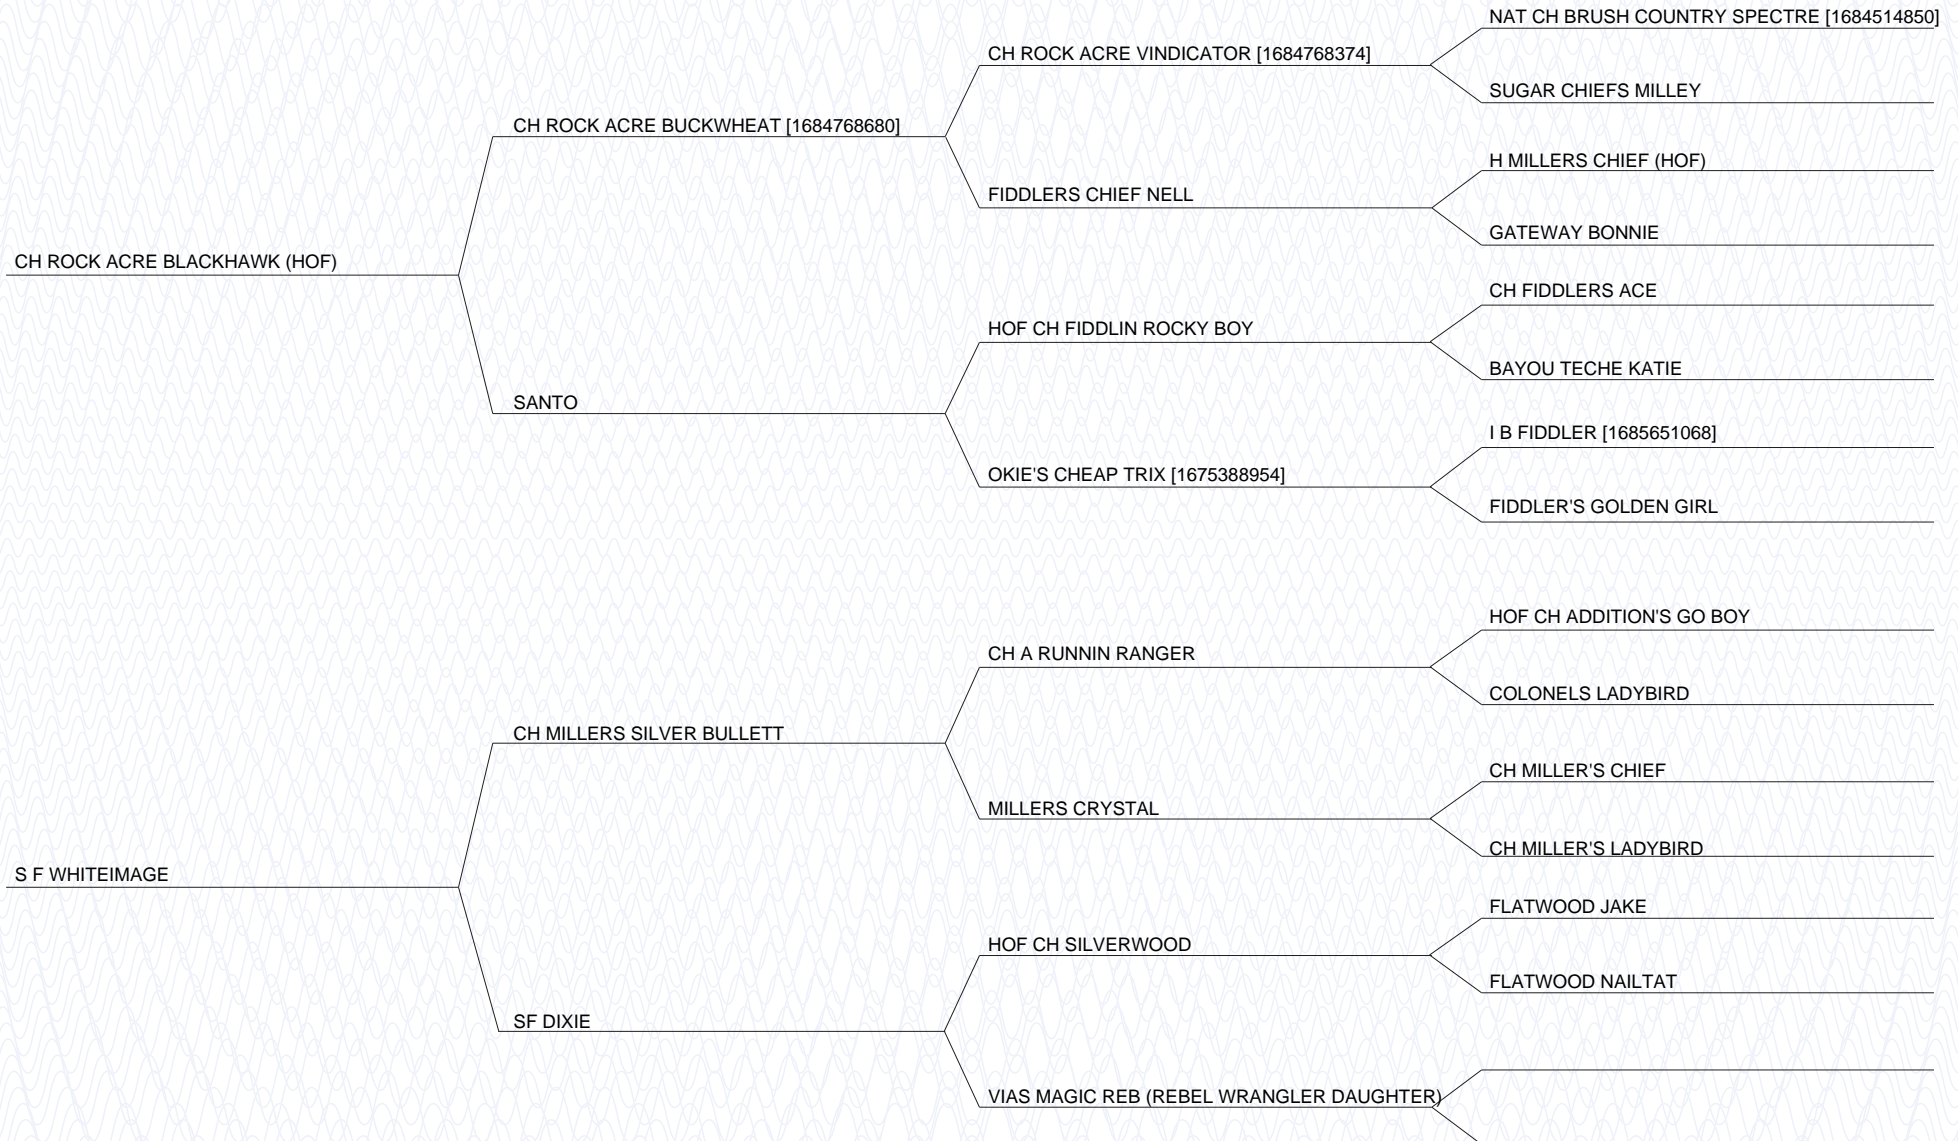 NAT CH BRUSH COUNTRY SPECTRE [1684514850]
CH ROCK ACRE VINDICATOR [1684768374]
SUGAR CHIEFS MILLEY
CH ROCK ACRE BUCKWHEAT [1684768680]
H MILLERS CHIEF (HOF)
FIDDLERS CHIEF NELL
GATEWAY BONNIE
CH ROCK ACRE BLACKHAWK (HOF)
CH FIDDLERS ACE
HOF CH FIDDLIN ROCKY BOY
BAYOU TECHE KATIE
SANTO
I B FIDDLER [1685651068]
OKIE'S CHEAP TRIX [1675388954]
FIDDLER'S GOLDEN GIRL
HOF CH ADDITION'S GO BOY
CH A RUNNIN RANGER
COLONELS LADYBIRD
CH MILLERS SILVER BULLETT
CH MILLER'S CHIEF
MILLERS CRYSTAL
CH MILLER'S LADYBIRD
S F WHITEIMAGE
FLATWOOD JAKE
HOF CH SILVERWOOD
FLATWOOD NAILTAT
SF DIXIE
VIAS MAGIC REB (REBEL WRANGLER DAUGHTER)